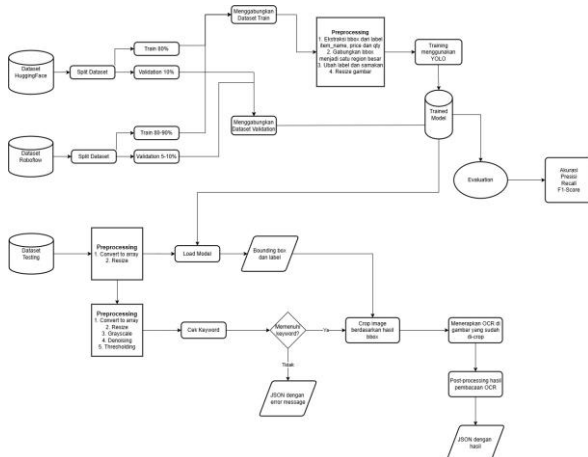 Dataset
HuggingFace
Split Dataset
Train 80%
Validation 10%
Menggabungkan
Dataset Train
Preprocessing
1. Ekstraksi bbox dan label
item_name, price dan qty
2. Gabungkan bbox
menjadi satu region besar
3. Ubah label dan samakan
4. Resize gambar
Training
menggunakan
YOLO
Dataset
Roboflow
Split Dataset
Train 80-90%
Validation 5-10%
Menggabungkan
Dataset Validation
Trained
Model
Evaluation
Akurasi
Presisi
Recall
F1-Score
Dataset
Testing
Preprocessing
1. Convert to array
2. Resize
Load Model
Bounding box
dan label
Preprocessing
1. Convert to array
2. Resize
3. Grayscale
4. Denoising
5. Thresholding
Cek Keyword
Memenuhi
Keyword?
Ya
Tidak
Crop image
berdasarkan hasil
bbox
Menerapkan OCR di
gambar yang sudah
di-crop
JSON dengan
error message
Post-processing hasil
pembacaan OCR
JSON dengan
hasil